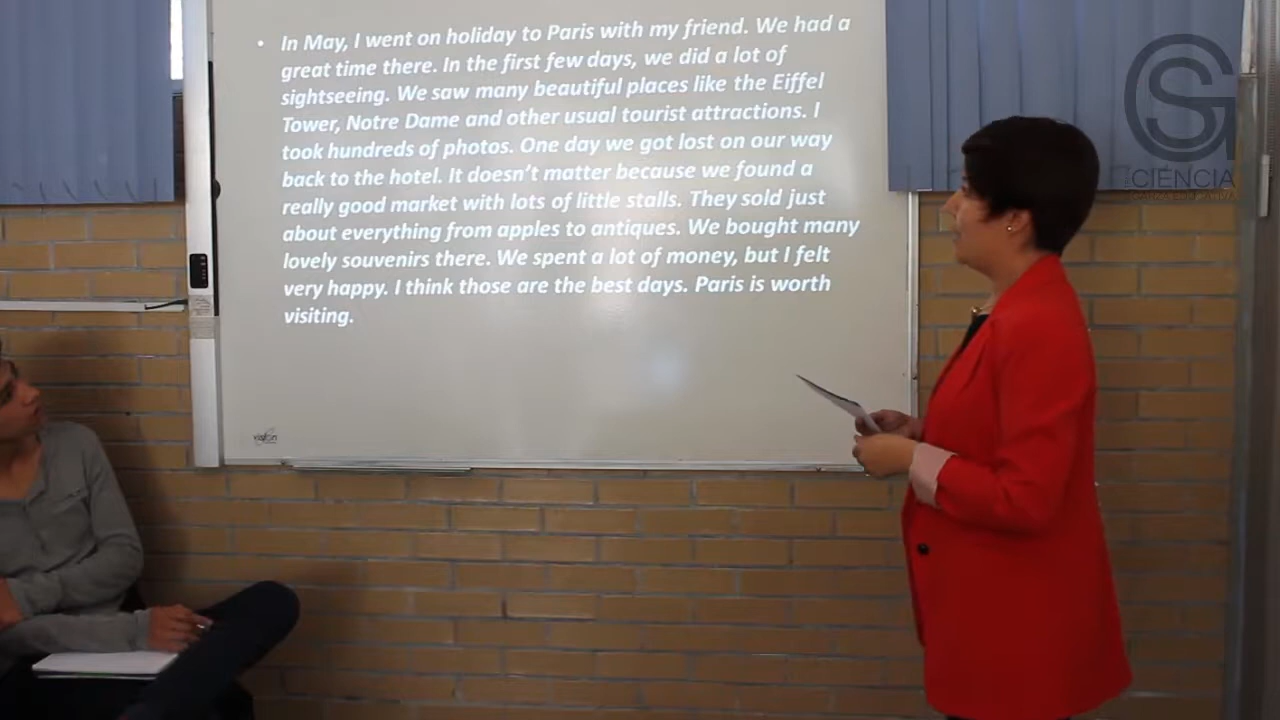 • In May, I went on holiday to Paris with my friend. We had a
great time there. In the first few days, we did a lot of
sightseeing. We saw many beautiful places like the Eiffel
Tower, Notre Dame and other usual tourist attractions. I
took hundreds of photos. One day we got lost on our way
back to the hotel. It doesn't matter because we found a
really good market with lots of little stalls. They sold just
about everything from apples to antiques. We bought many
lovely souvenirs there. We spent a lot of money, but I felt
very happy. I think those are the best days. Paris is worth
visiting.
CIENCIA